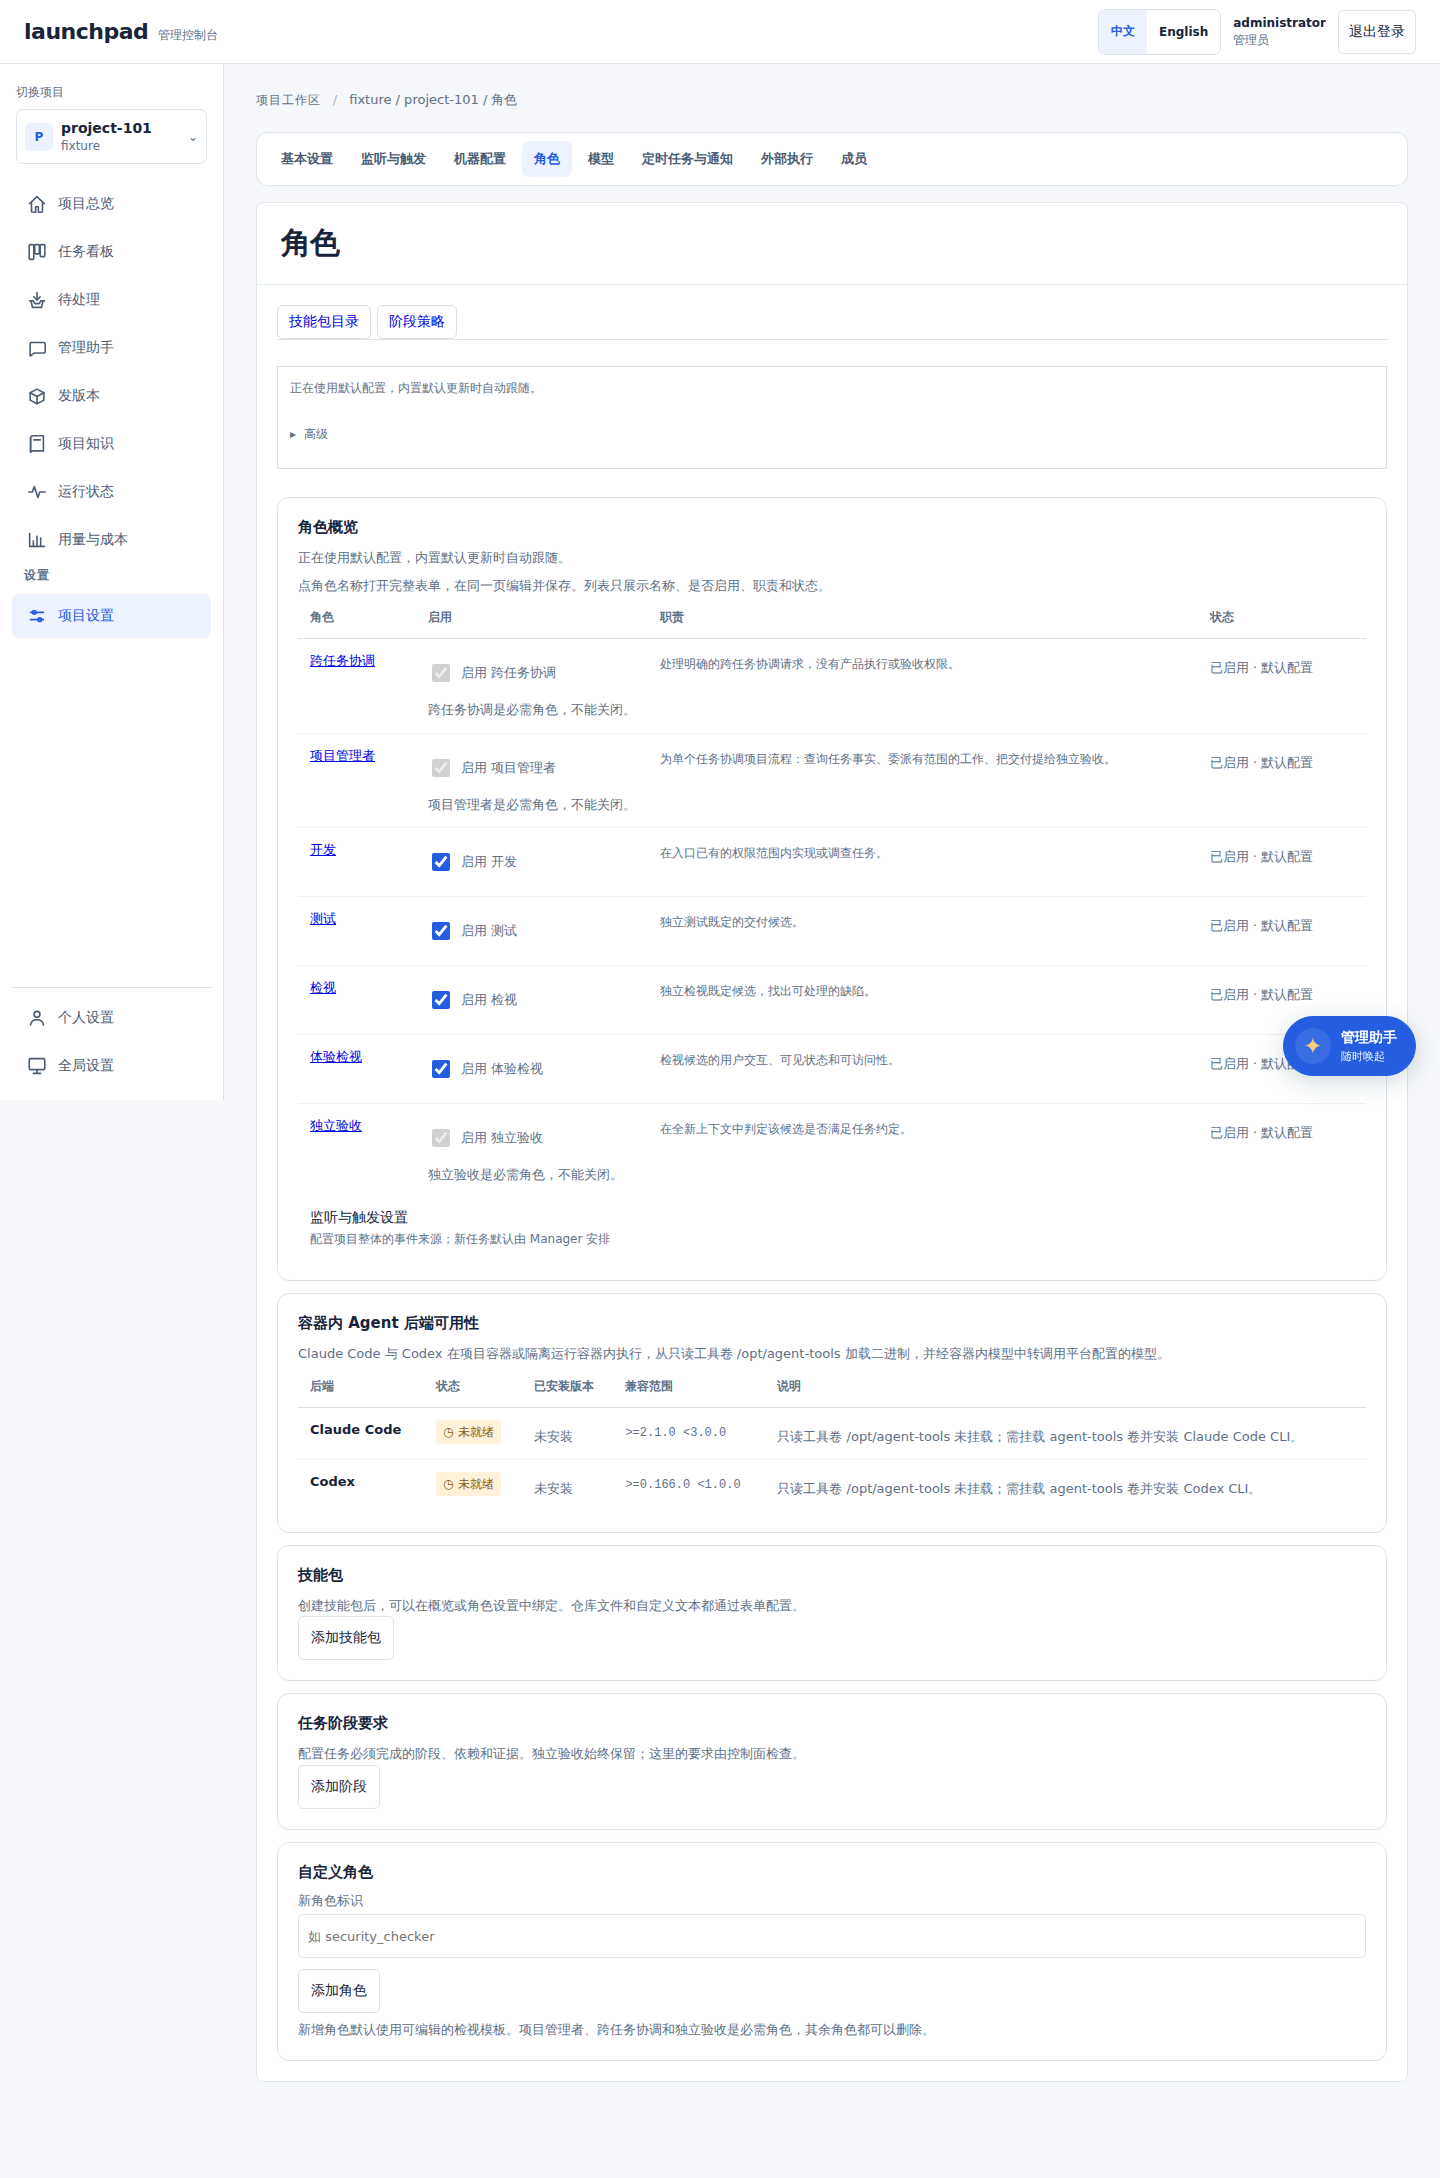 launchpad 管理控制台
中文 English
administrator
管理员
退出登录
切换项目
P
project-101
fixture
项目总览
任务看板
待处理
管理助手
发版本
项目知识
运行状态
用量与成本
设置
项目设置
个人设置
全局设置
项目工作区 / fixture / project-101 / 角色
基本设置 监听与触发 机器配置 角色 模型 定时任务与通知 外部执行 成员
角色
技能包目录 阶段策略
正在使用默认配置，内置默认更新时自动跟随。
高级
角色概览
正在使用默认配置，内置默认更新时自动跟随。
点角色名称打开完整表单，在同一页编辑并保存。列表只展示名称、是否启用、职责和状态。
角色 启用 职责 状态
跨任务协调 启用 跨任务协调 处理明确的跨任务协调请求，没有产品执行或验收权限。 已启用 · 默认配置
跨任务协调是必需角色，不能关闭。
项目管理者 启用 项目管理者 为单个任务协调项目流程：查询任务事实、委派有范围的工作、把交付提给独立验收。 已启用 · 默认配置
项目管理者是必需角色，不能关闭。
开发 启用 开发 在入口已有的权限范围内实现或调查任务。 已启用 · 默认配置
测试 启用 测试 独立测试既定的交付候选。 已启用 · 默认配置
检视 启用 检视 独立检视既定候选，找出可处理的缺陷。 已启用 · 默认配置
体验检视 启用 体验检视 检视候选的用户交互、可见状态和可访问性。 已启用 · 默认
独立验收 启用 独立验收 在全新上下文中判定该候选是否满足任务约定。 已启用 · 默认配置
独立验收是必需角色，不能关闭。
管理助手
随时唤起
监听与触发设置
配置项目整体的事件来源；新任务默认由 Manager 安排
容器内 Agent 后端可用性
Claude Code 与 Codex 在项目容器或隔离运行容器内执行，从只读工具卷 /opt/agent-tools 加载二进制，并经容器内模型中转调用平台配置的模型。
后端 状态 已安装版本 兼容范围 说明
Claude Code 未就绪 未安装 >=2.1.0 <3.0.0 只读工具卷 /opt/agent-tools 未挂载；需挂载 agent-tools 卷并安装 Claude Code CLI。
Codex 未就绪 未安装 >=0.166.0 <1.0.0 只读工具卷 /opt/agent-tools 未挂载；需挂载 agent-tools 卷并安装 Codex CLI。
技能包
创建技能包后，可以在概览或角色设置中绑定。仓库文件和自定义文本都通过表单配置。
添加技能包
任务阶段要求
配置任务必须完成的阶段、依赖和证据。独立验收始终保留；这里的要求由控制面检查。
添加阶段
自定义角色
新角色标识
如 security_checker
添加角色
新增角色默认使用可编辑的检视模板。项目管理者、跨任务协调和独立验收是必需角色，其余角色都可以删除。